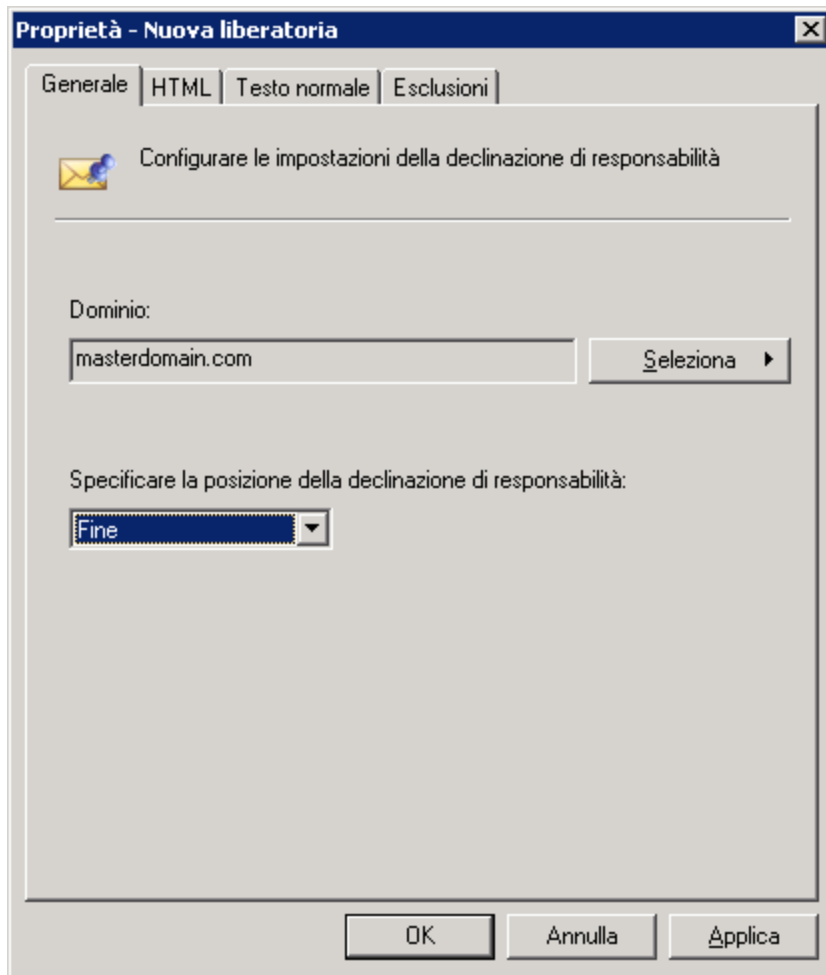 Proprietà - Nuova liberatoria
Generale HTML Testo normale Esclusioni
Configurare le impostazioni della declinazione di responsabilità
Dominio:
masterdomain.com Seleziona
Specificare la posizione della declinazione di responsabilità:
Fine
OK Annulla Applica